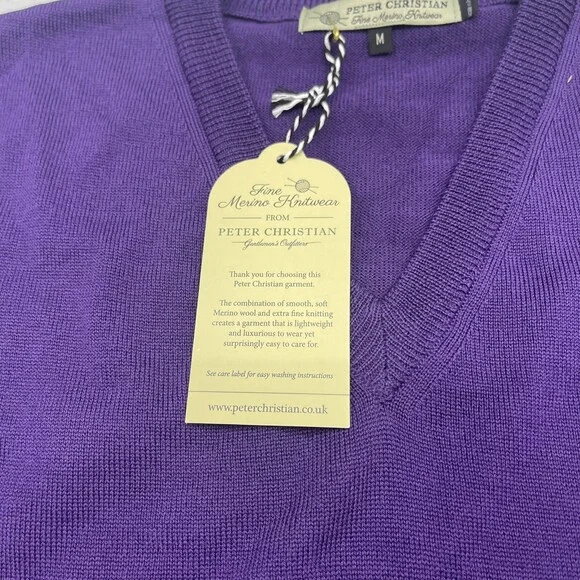 PETER CHRISTIAN
Fine Merino Knitwear
M
Fine
Merino Knitwear
FROM
PETER CHRISTIAN
Gentlemen's Outfitters
Thank you for choosing this
Peter Christian garment.
The combination of smooth, soft
Merino wool and extra fine knitting
creates a garment that is lightweight
and luxurious to wear yet
surprisingly easy to care for.
See care label for easy washing instructions
www.peterchristian.co.uk